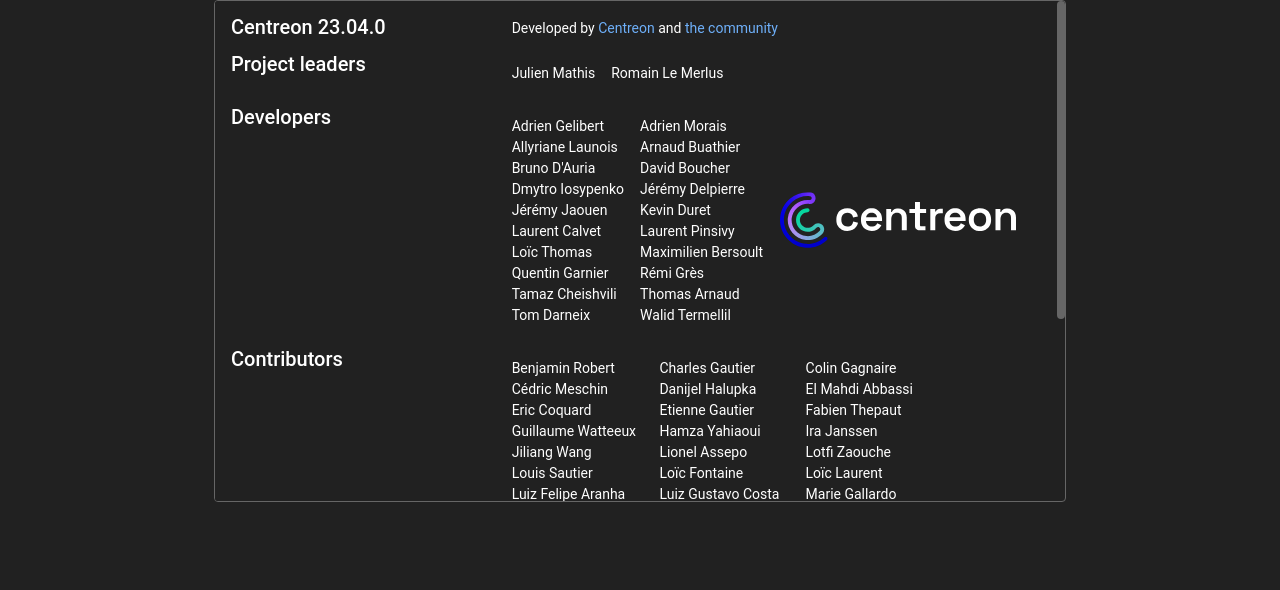 Centreon 23.04.0
Developed by Centreon and the community
Project leaders
Julien Mathis Romain Le Merlus
Developers
Adrien Gelibert Adrien Morais
Allyriane Launois Arnaud Buathier
Bruno D'Auria David Boucher
Dmytro Iosypenko Jérémy Delpierre
Jérémy Jaouen Kevin Duret
Laurent Calvet Laurent Pinsivy
Loïc Thomas Maximilien Bersoult
Quentin Garnier Rémi Grès
Tamaz Cheishvili Thomas Arnaud
Tom Darneix Walid Termellil
centreon
Contributors
Benjamin Robert Charles Gautier Colin Gagnaire
Cédric Meschin Danijel Halupka El Mahdi Abbassi
Eric Coquard Etienne Gautier Fabien Thepaut
Guillaume Watteeux Hamza Yahiaoui Ira Janssen
Jiliang Wang Lionel Assepo Lotfi Zaouche
Louis Sautier Loïc Fontaine Loïc Laurent
Luiz Felipe Aranha Luiz Gustavo Costa Marie Gallardo